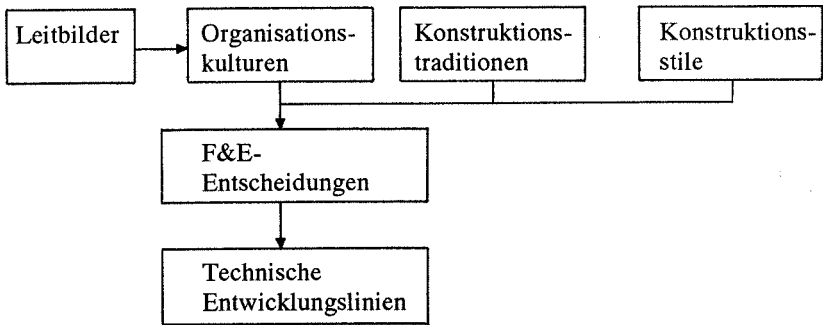 Leitbilder
Organisations-
kulturen
Konstruktions-
traditionen
Konstruktions-
stile
F&E-
Entscheidungen
Technische
Entwicklungslinien